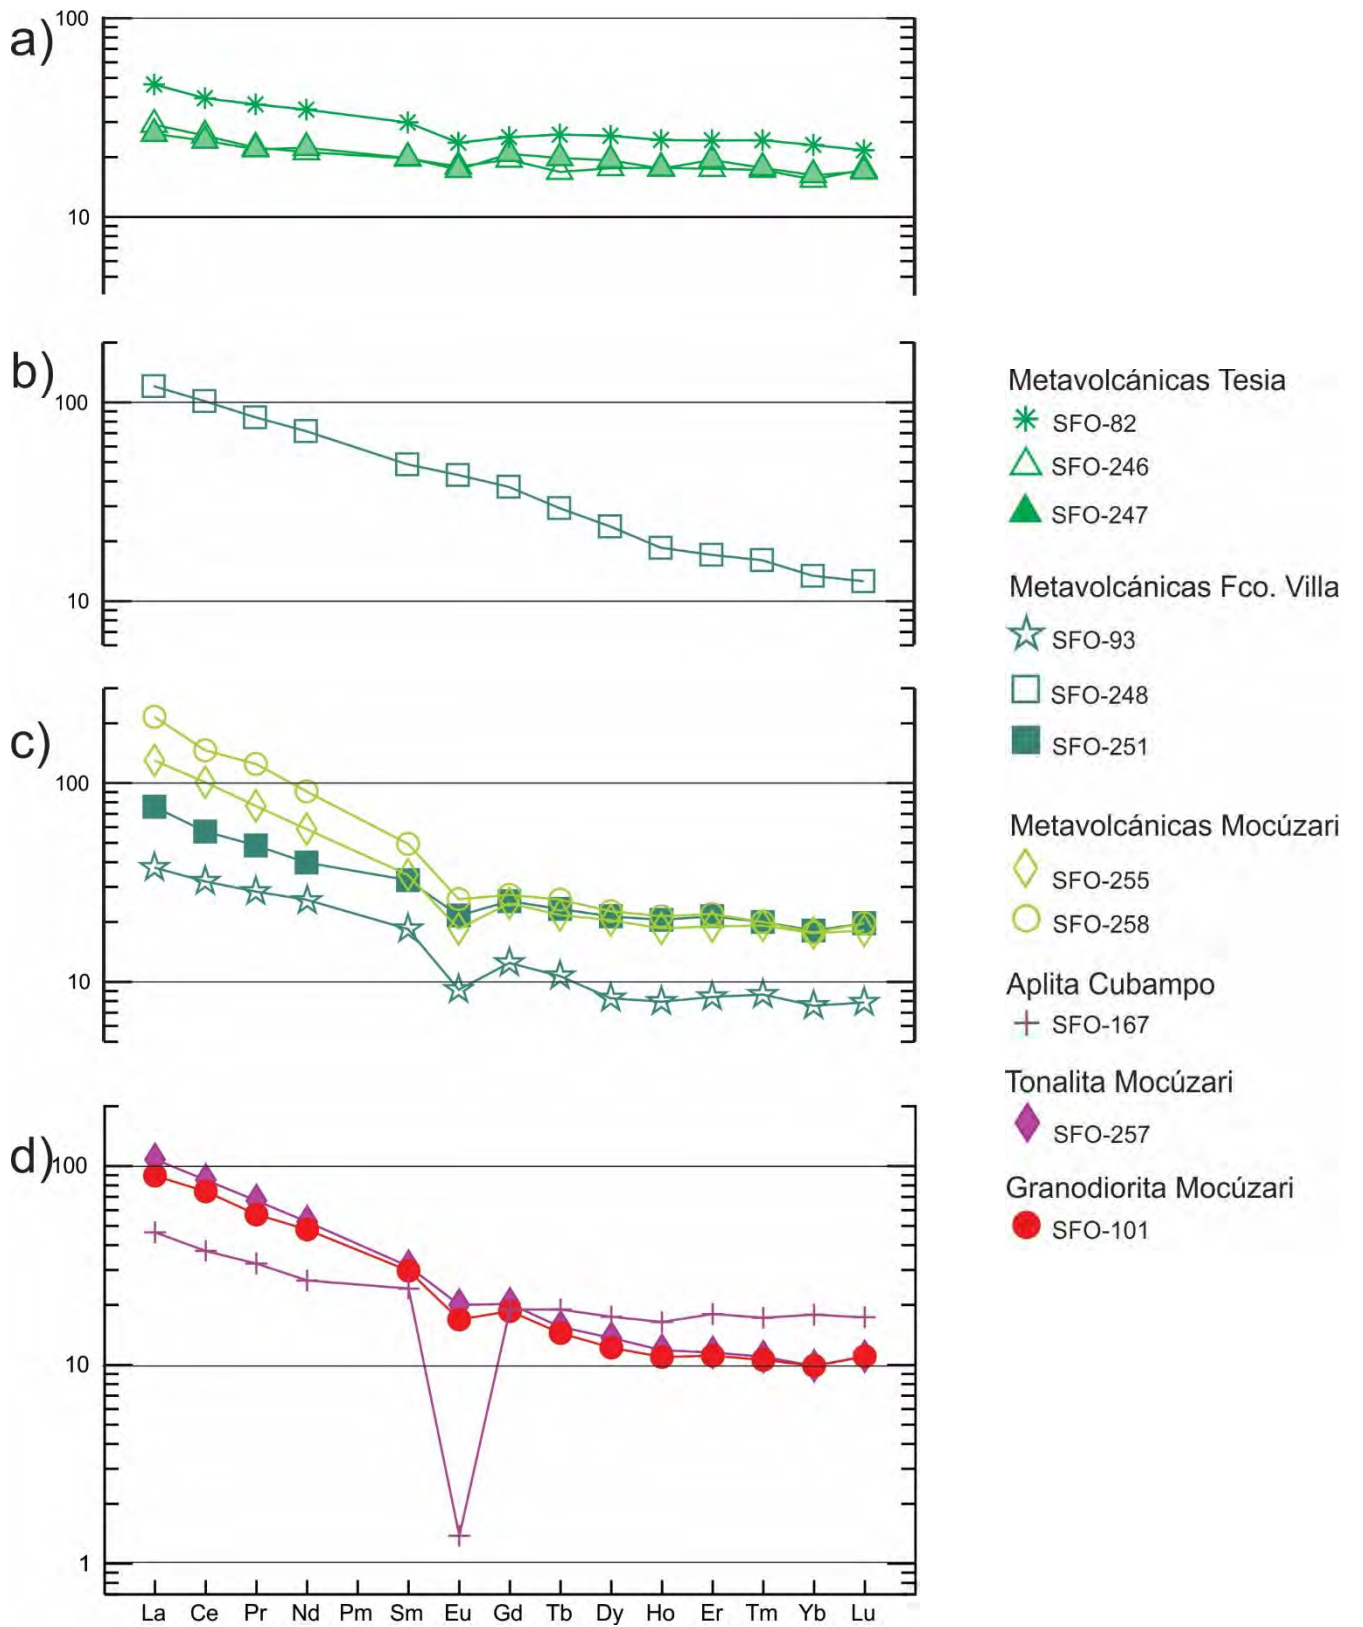 a)
100
10
b)
100
10
c)
100
10
d)
100
10
1
La Ce Pr Nd Pm Sm Eu Gd Tb Dy Ho Er Tm Yb Lu
Metavolcánicas Tesia
SFO-82
SFO-246
SFO-247
Metavolcánicas Fco. Villa
SFO-93
SFO-248
SFO-251
Metavolcánicas Mocúzari
SFO-255
SFO-258
Aplita Cubampo
SFO-167
Tonalita Mocúzari
SFO-257
Granodiorita Mocúzari
SFO-101